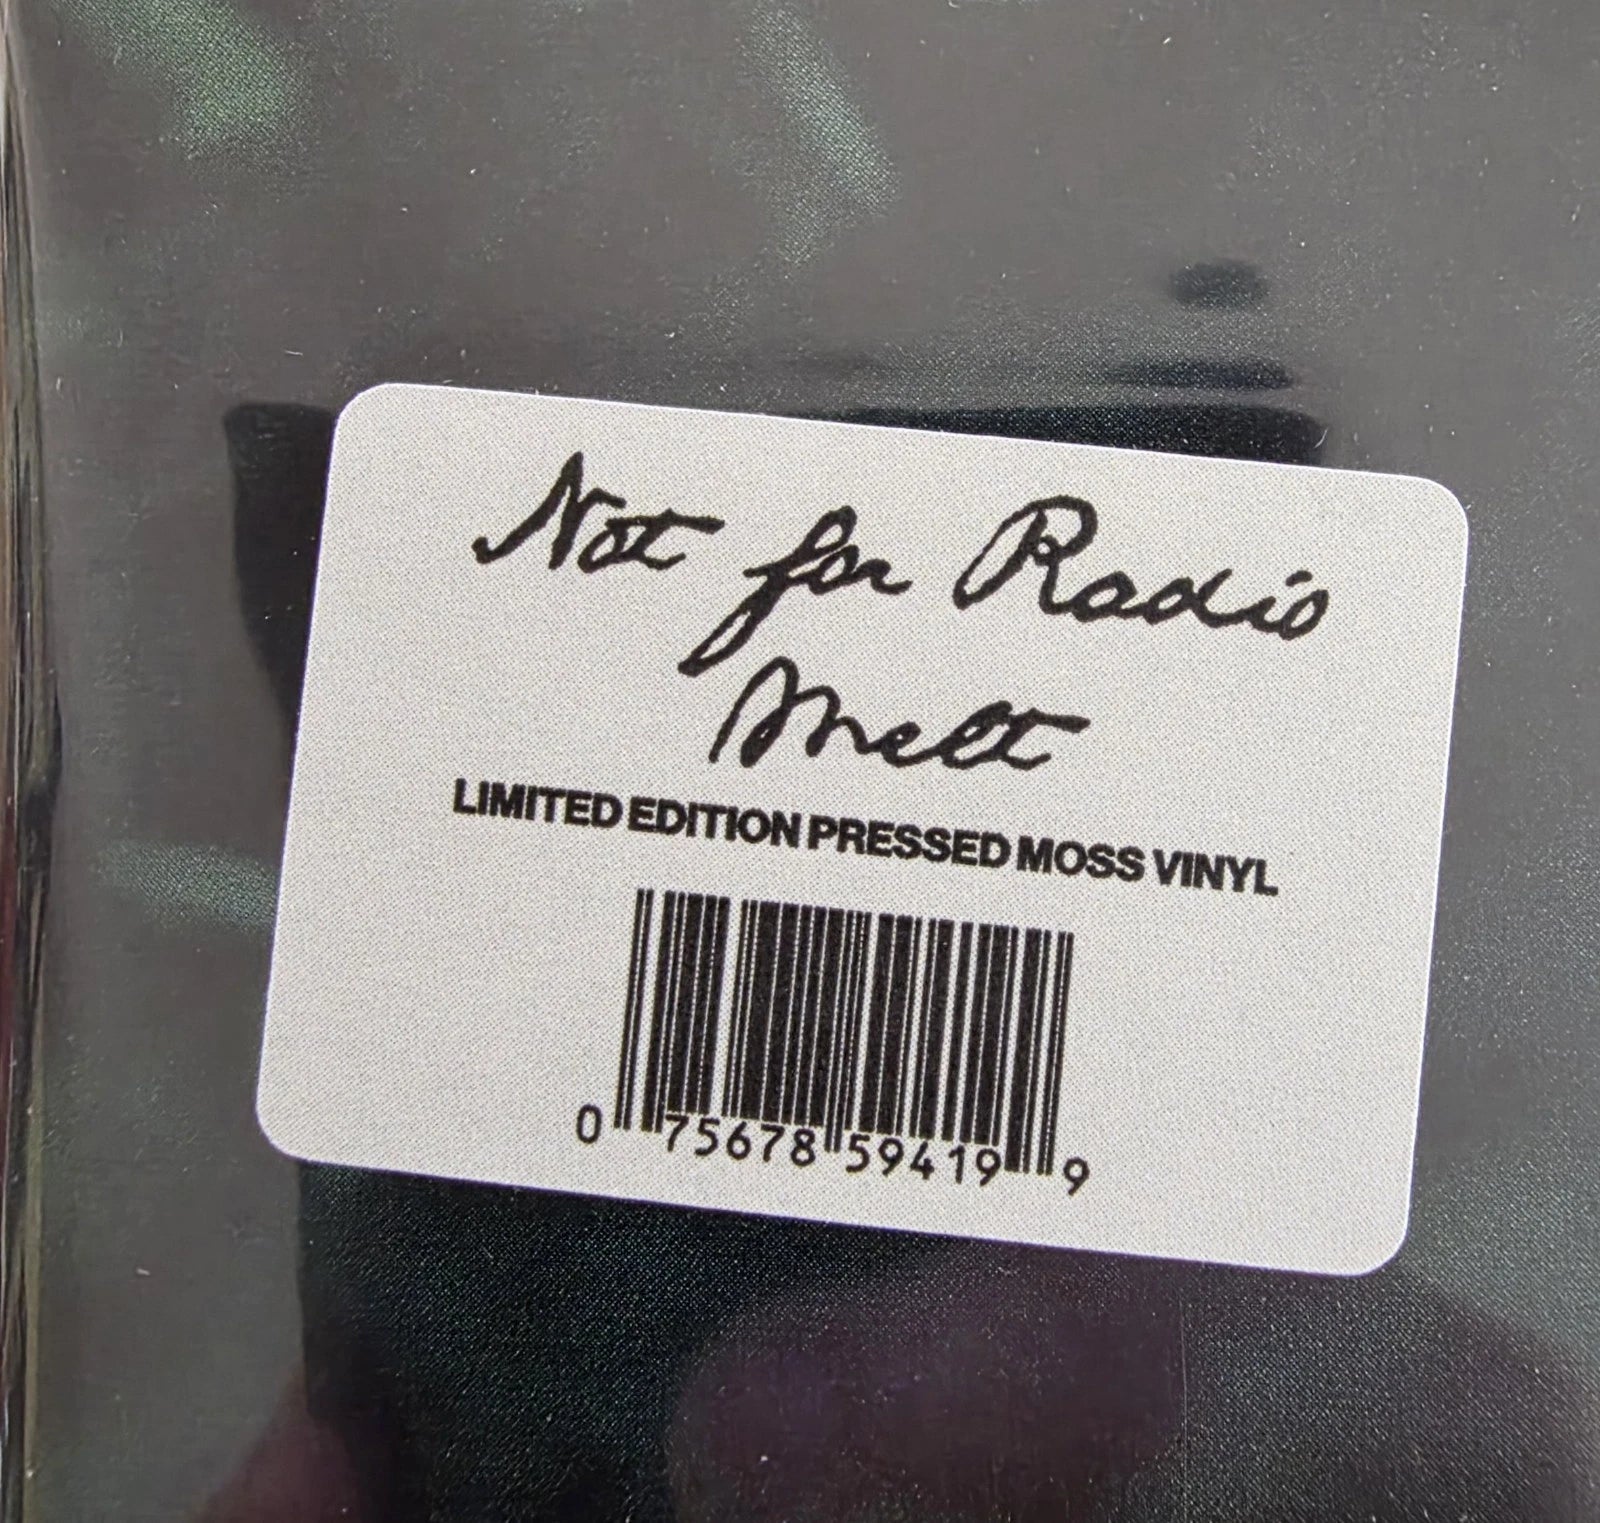 Not for Radio
Melt
LIMITED EDITION PRESSED MOSS VINYL
0 75678 59419 9